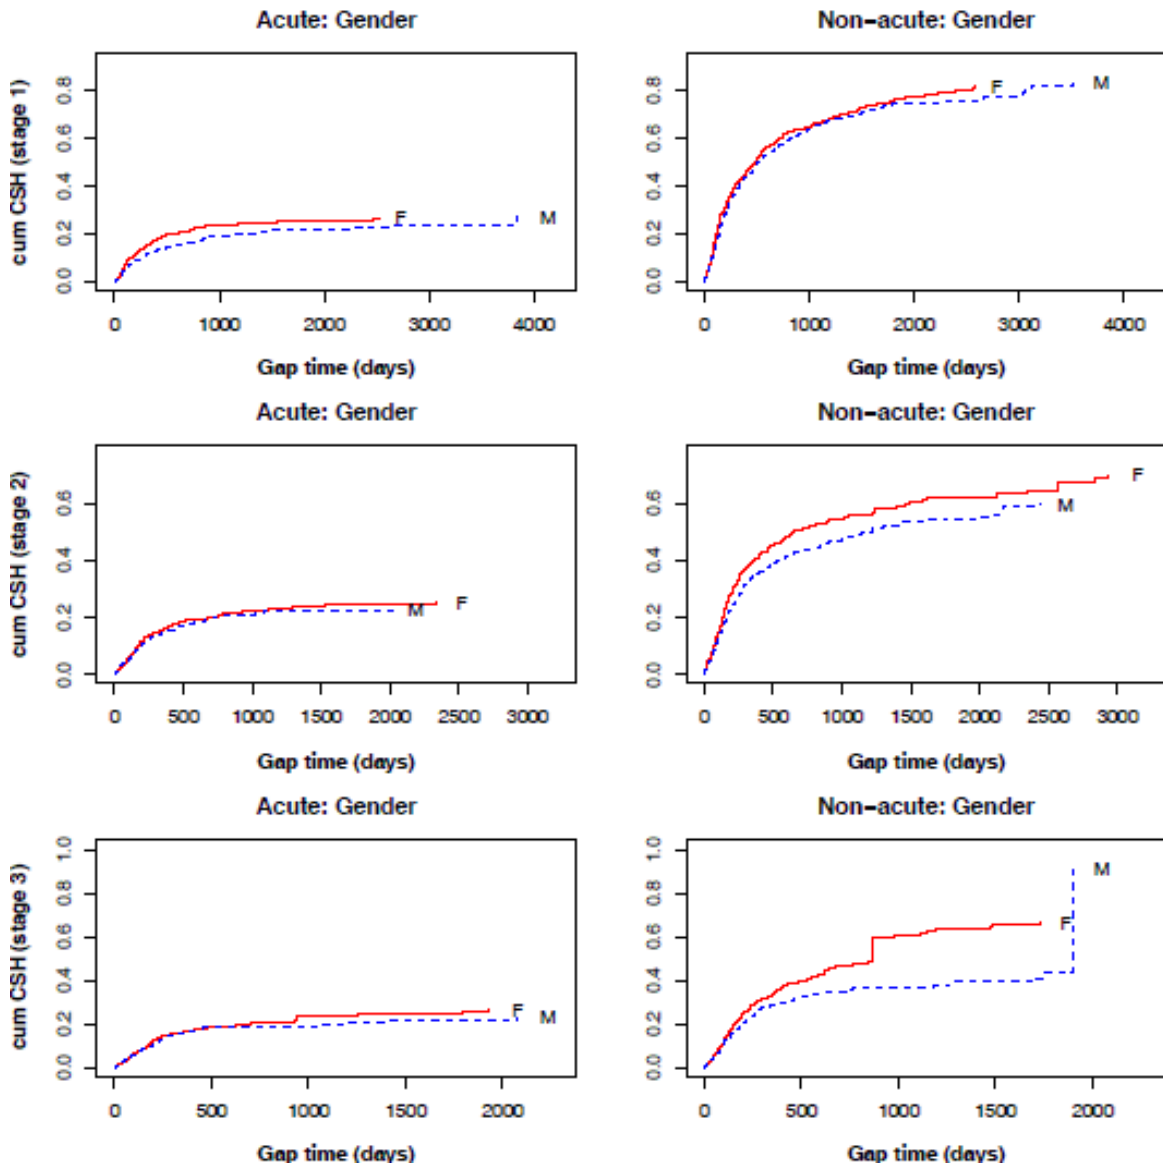 Acute: Gender
Non-acute: Gender
cum CSH (stage 1)
0.0 0.2 0.4 0.6 0.8
F
M
0 1000 2000 3000 4000
Gap time (days)
0.0 0.2 0.4 0.6 0.8
F
M
0 1000 2000 3000 4000
Gap time (days)
Acute: Gender
Non-acute: Gender
cum CSH (stage 2)
0.0 0.2 0.4 0.6
M
F
0 500 1000 1500 2000 2500 3000
Gap time (days)
0.0 0.2 0.4 0.6
F
M
0 500 1000 1500 2000 2500 3000
Gap time (days)
Acute: Gender
Non-acute: Gender
cum CSH (stage 3)
0.0 0.2 0.4 0.6 0.8 1.0
F
M
0 500 1000 1500 2000
Gap time (days)
0.0 0.2 0.4 0.6 0.8 1.0
M
F
0 500 1000 1500 2000
Gap time (days)